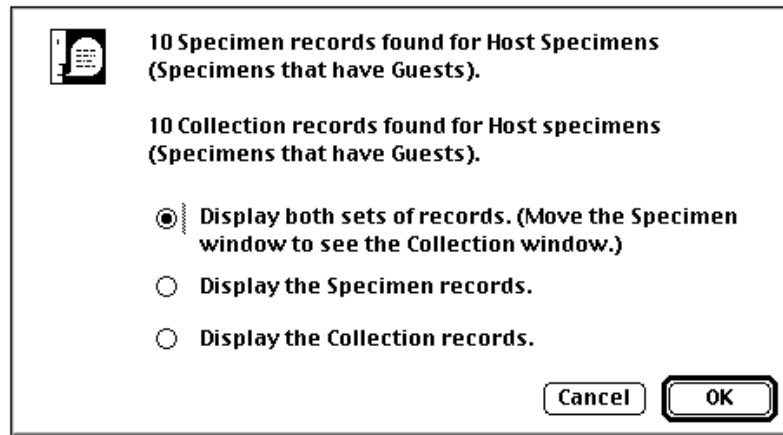 10 Specimen records found for Host Specimens
(Specimens that have Guests).
10 Collection records found for Host specimens
(Specimens that have Guests).
Display both sets of records. (Move the Specimen
window to see the Collection window.)
Display the Specimen records.
Display the Collection records.
Cancel OK